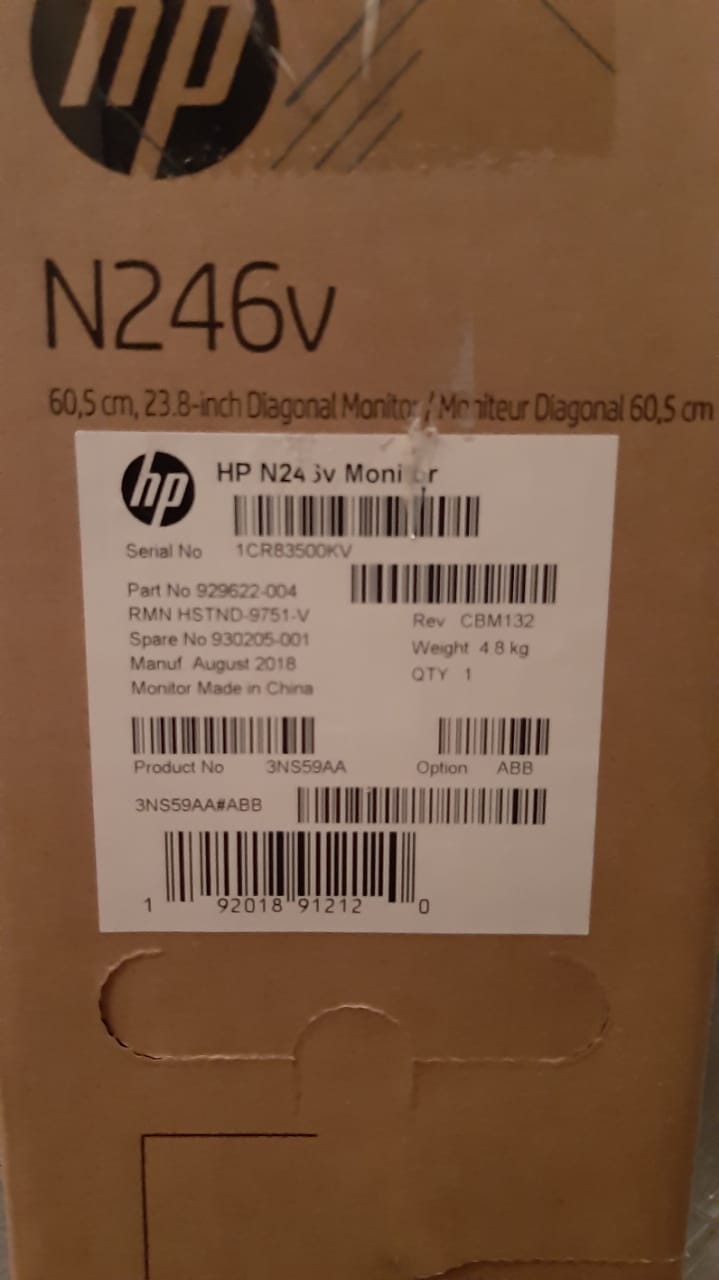 hp
N246v
60,5 cm, 23.8-inch Diagonal Monitor / Moniteur Diagonal 60,5 cm
hp HP N246v Monitor
Serial No 1CR83500KV
Part No 929622-004
RMN HSTND-9751-V Rev CBM132
Spare No 930205-001 Weight 4.8 kg
Manuf. August 2018 QTY 1
Monitor Made in China
Product No 3NS59AA Option ABB
3NS59AA#ABB
1 92018 91212 0